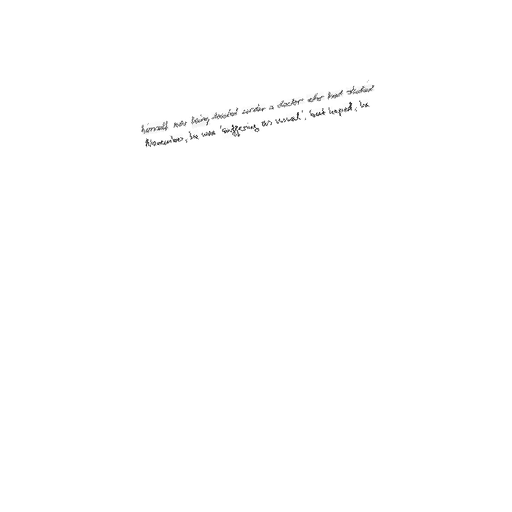 himself was being treated under a doctor who had studied
November, he was 'suffering as usual', but hoped, he